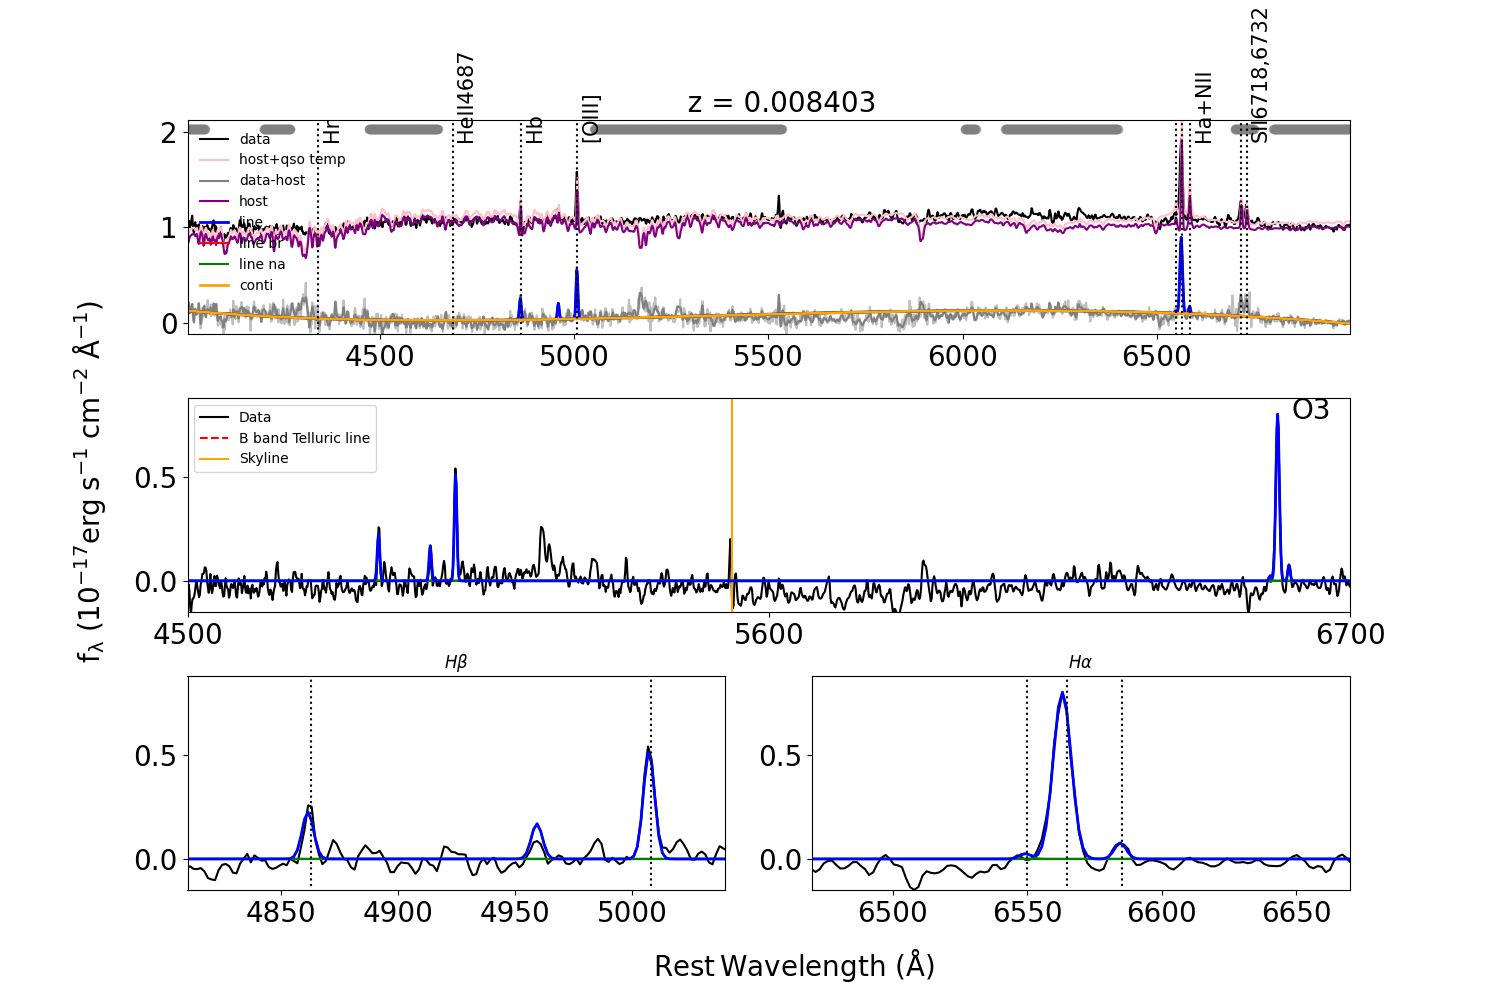 z = 0.008403
Hr
HeII4687
Hb
[OIII]
Ha+NII
SII6718,6732
data
host+qso temp
data-host
host
line
line br
line na
conti
2
1
0
4500
5000
5500
6000
6500
f_λ (10^−17 erg s^−1 cm^−2 Å^−1)
Data
B band Telluric line
Skyline
O3
0.5
0.0
4500
5600
6700
Hβ
0.5
0.0
4850
4900
4950
5000
Hα
0.5
0.0
6500
6550
6600
6650
Rest Wavelength (Å)